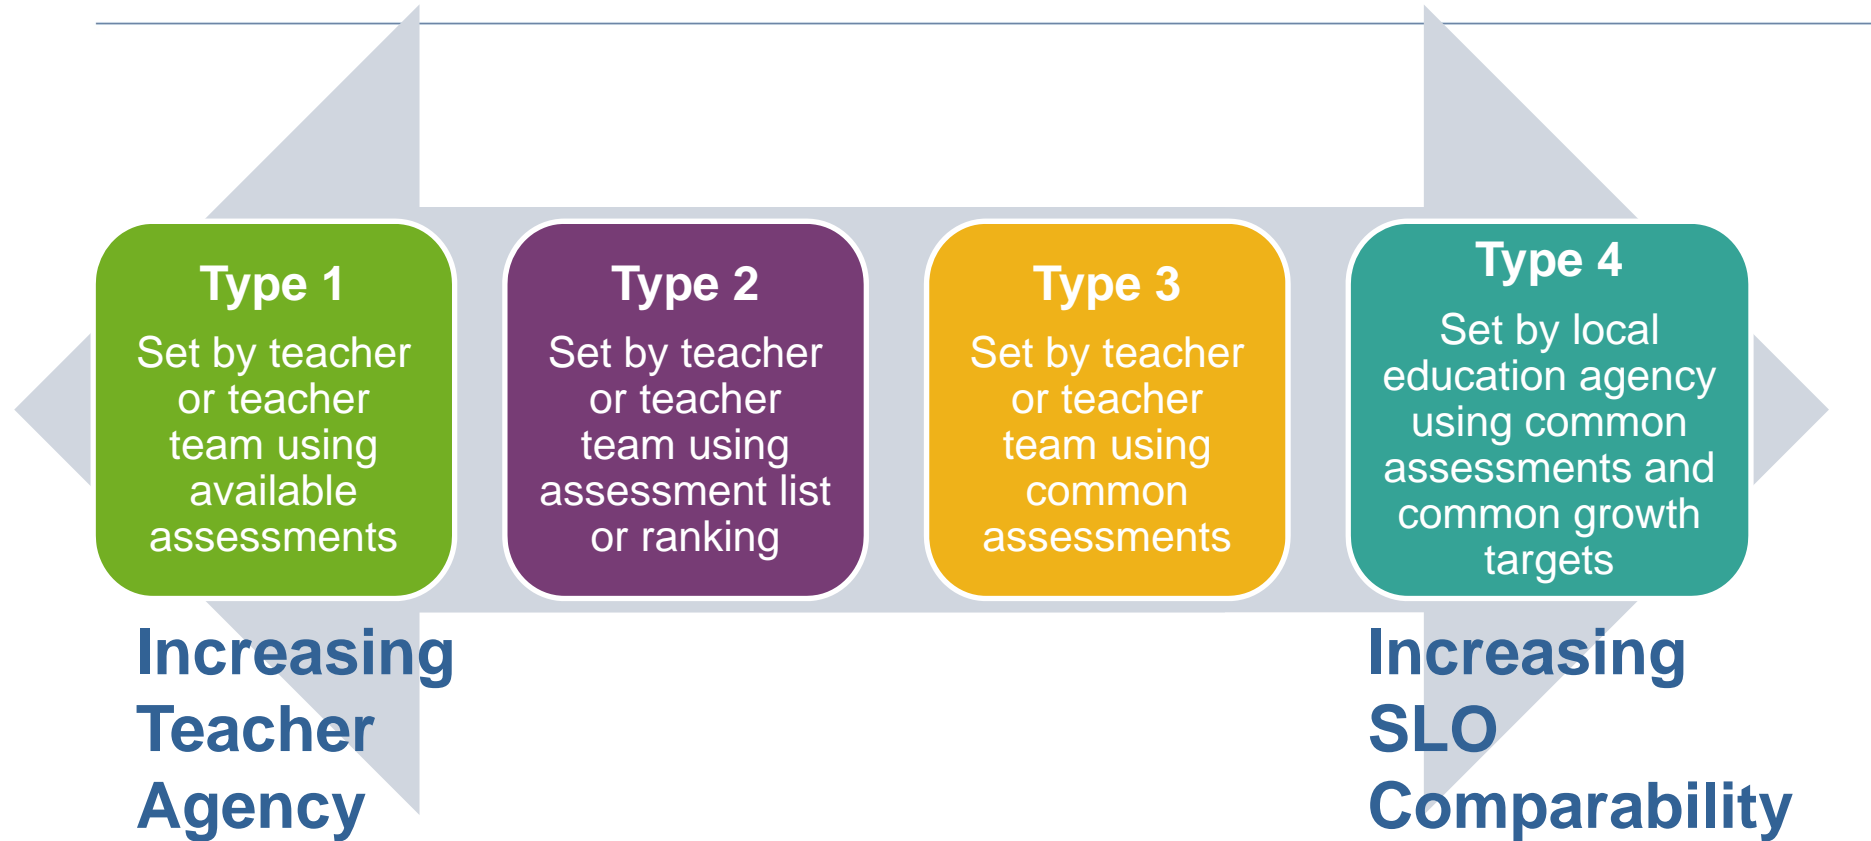 Type 1
Set by teacher
or teacher
team using
available
assessments
Type 2
Set by teacher
or teacher
team using
assessment list
or ranking
Type 3
Set by teacher
or teacher
team using
common
assessments
Type 4
Set by local
education agency
using common
assessments and
common growth
targets
Increasing
Teacher
Agency
Increasing
SLO
Comparability